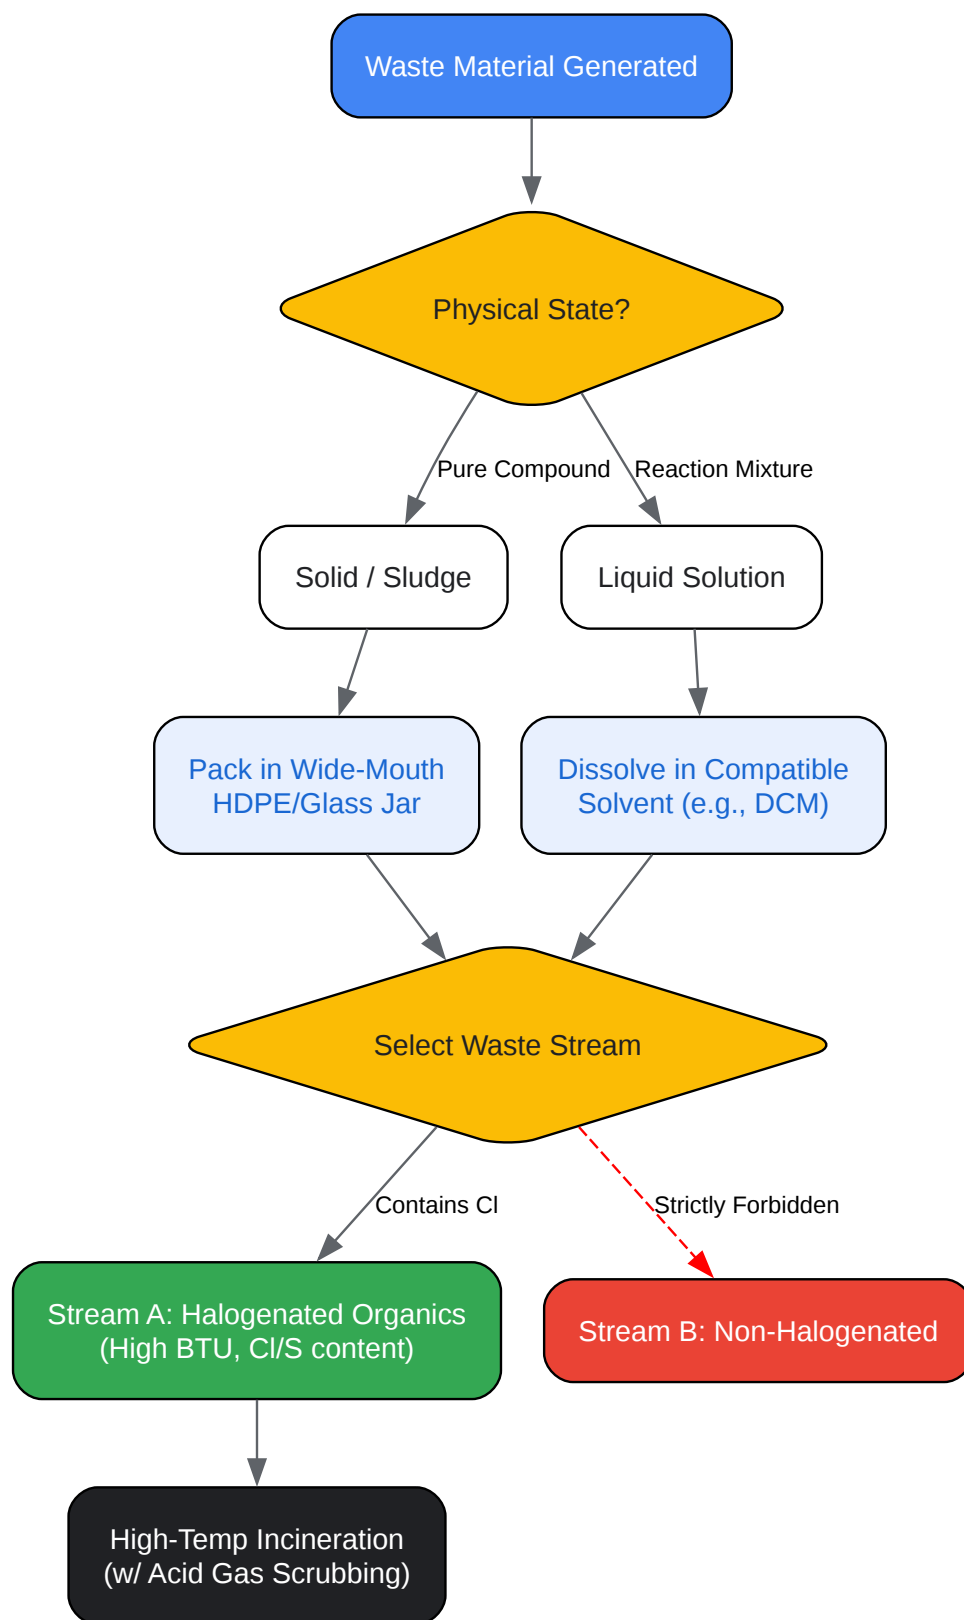 Waste Material Generated
Physical State?
Pure Compound
Reaction Mixture
Solid / Sludge
Liquid Solution
Pack in Wide-Mouth
HDPE/Glass Jar
Dissolve in Compatible
Solvent (e.g., DCM)
Select Waste Stream
Contains Cl
Strictly Forbidden
Stream A: Halogenated Organics
(High BTU, Cl/S content)
Stream B: Non-Halogenated
High-Temp Incineration
(w/ Acid Gas Scrubbing)